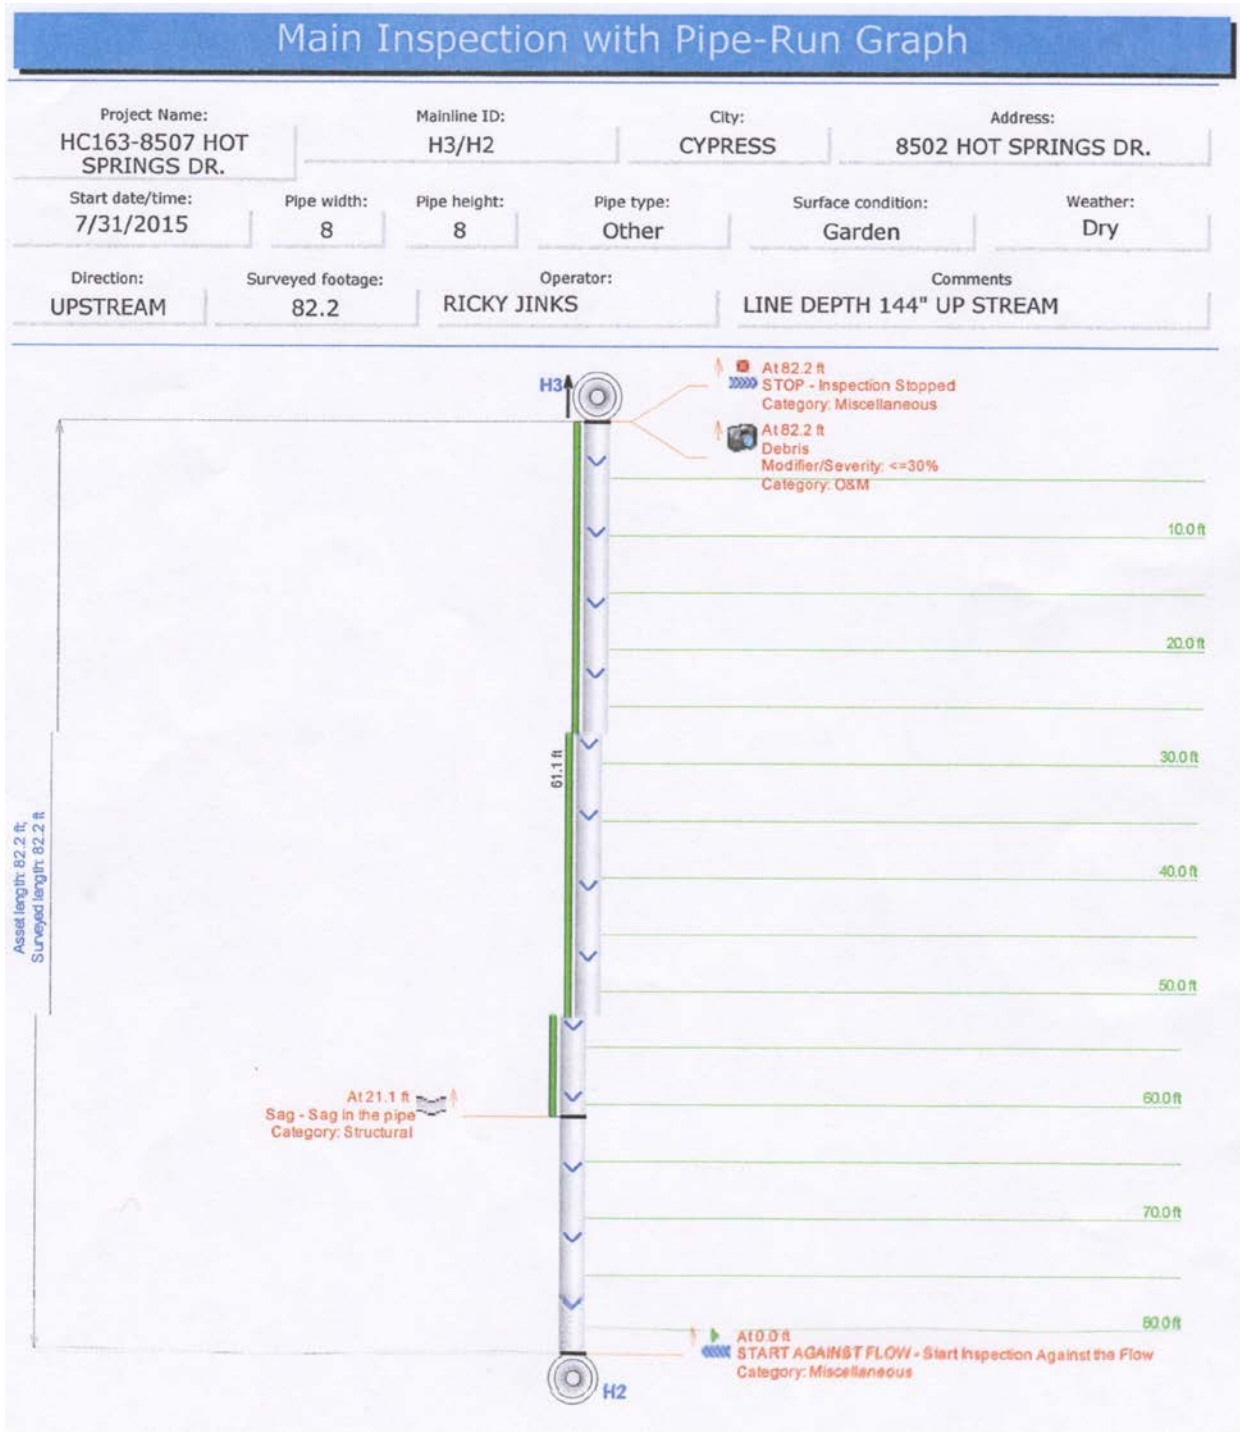 Main Inspection with Pipe-Run Graph
Project Name:
HC163-8507 HOT
SPRINGS DR.
Mainline ID:
H3/H2
City:
CYPRESS
Address:
8502 HOT SPRINGS DR.
Start date/time:
7/31/2015
Pipe width:
8
Pipe height:
8
Pipe type:
Other
Surface condition:
Garden
Weather:
Dry
Direction:
UPSTREAM
Surveyed footage:
82.2
Operator:
RICKY JINKS
Comments
LINE DEPTH 144" UP STREAM
H3
At 82.2 ft
STOP - Inspection Stopped
Category: Miscellaneous
At 82.2 ft
Debris
Modifier/Severity: <=30%
Category: O&M
10.0 ft
20.0 ft
30.0 ft
61.1 ft
Asset length: 82.2 ft;
Surveyed length: 82.2 ft
40.0 ft
50.0 ft
60.0 ft
At 21.1 ft
Sag - Sag in the pipe
Category: Structural
70.0 ft
80.0 ft
At 0.0 ft
START AGAINST FLOW - Start Inspection Against the Flow
Category: Miscellaneous
H2